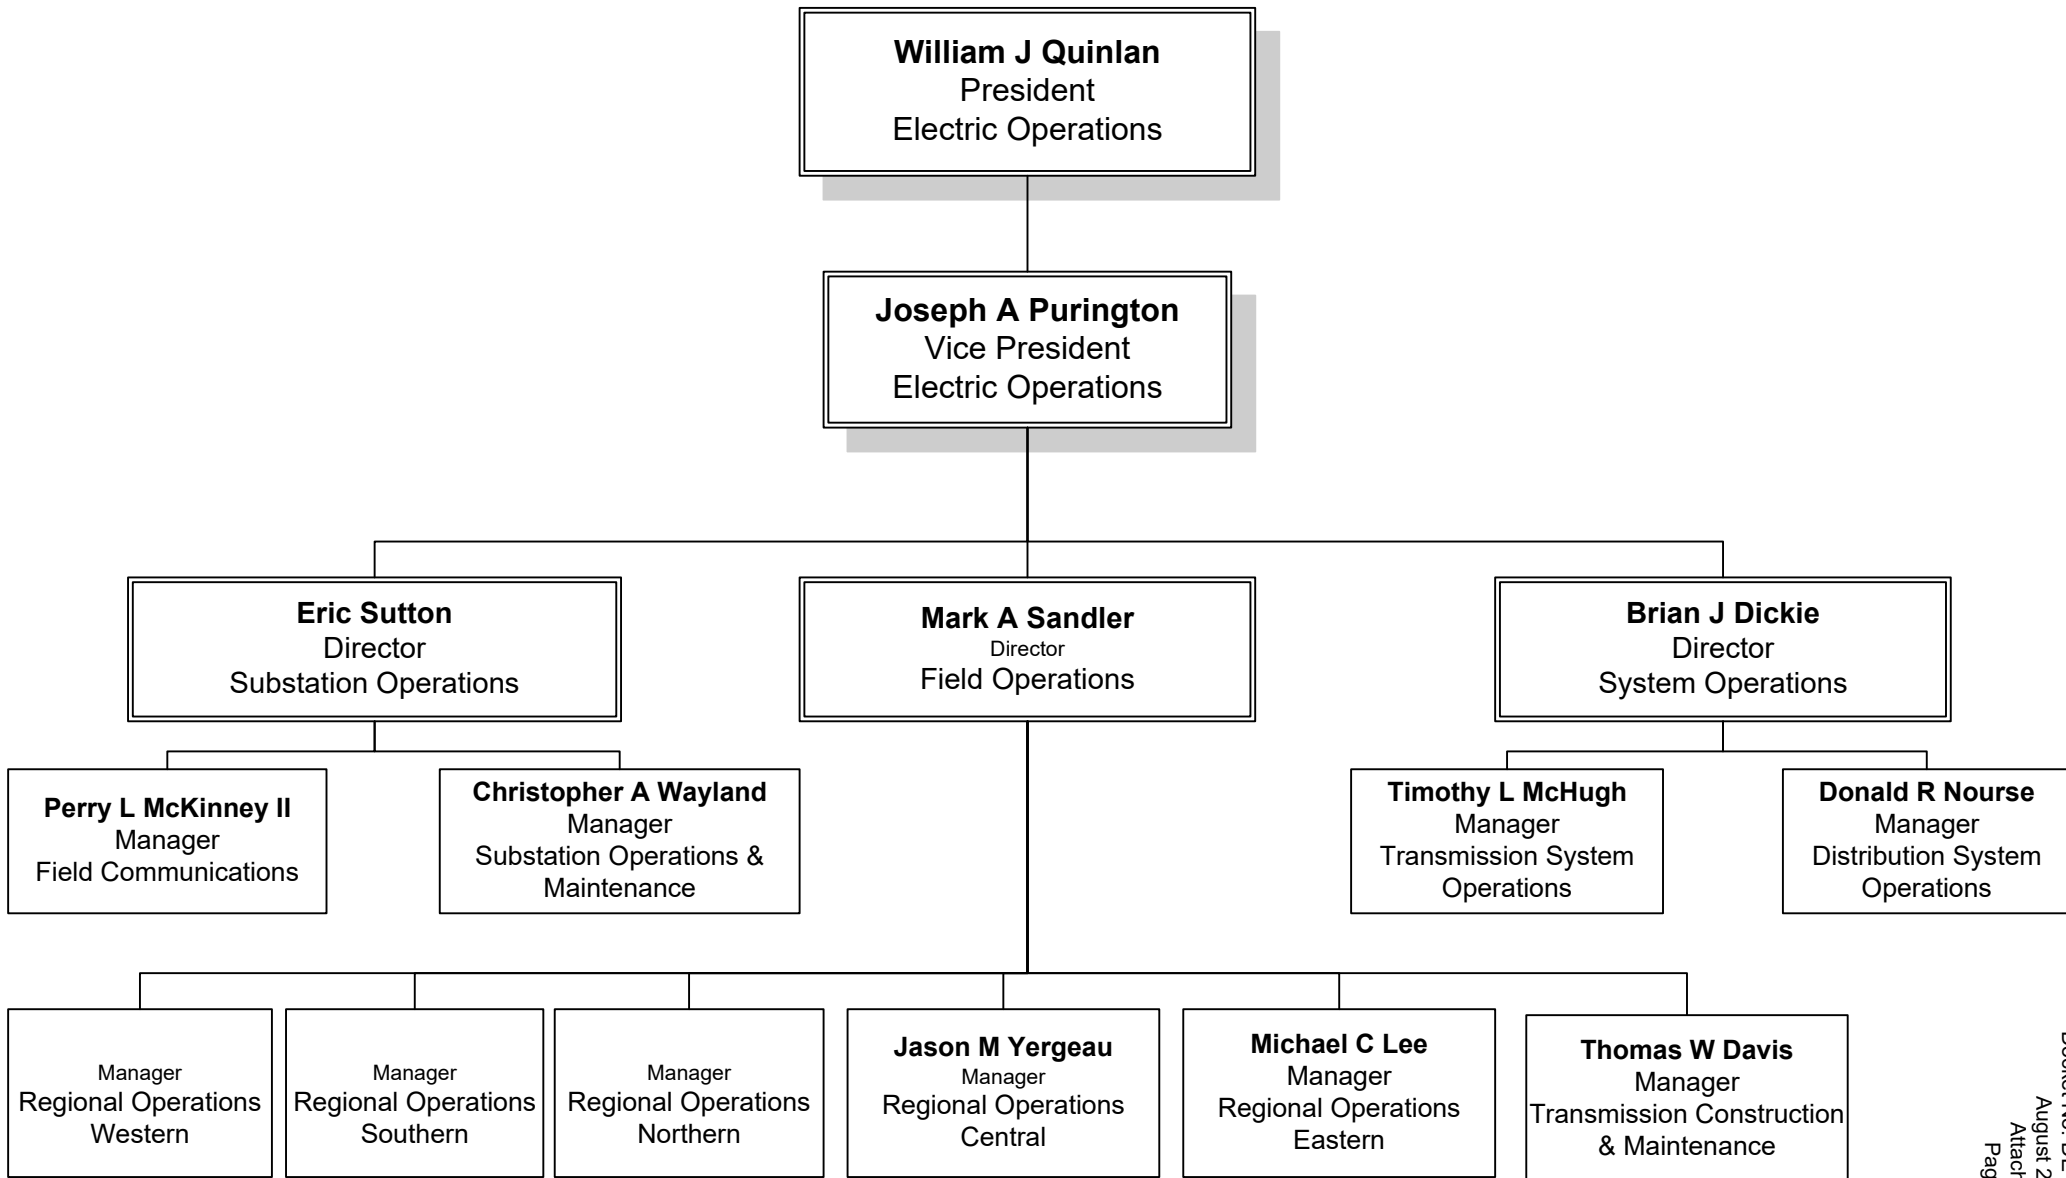 William J Quinlan
President
Electric Operations
Joseph A Purington
Vice President
Electric Operations
Eric Sutton
Director
Substation Operations
Mark A Sandler
Director
Field Operations
Brian J Dickie
Director
System Operations
Perry L McKinney II
Manager
Field Communications
Christopher A Wayland
Manager
Substation Operations &
Maintenance
Timothy L McHugh
Manager
Transmission System
Operations
Donald R Nourse
Manager
Distribution System
Operations
Manager
Regional Operations
Western
Manager
Regional Operations
Southern
Manager
Regional Operations
Northern
Jason M Yergeau
Manager
Regional Operations
Central
Michael C Lee
Manager
Regional Operations
Eastern
Thomas W Davis
Manager
Transmission Construction
& Maintenance
August 2